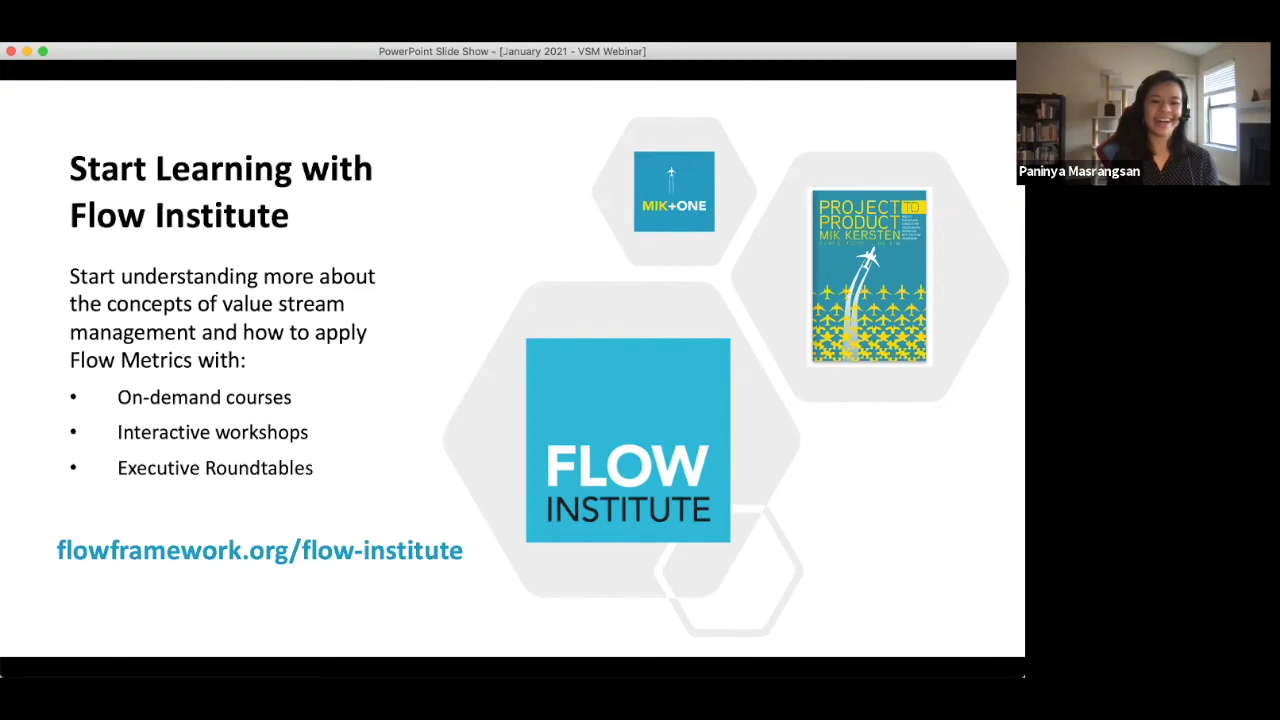 PowerPoint Slide Show - [January 2021 - VSM Webinar]
Start Learning with
Flow Institute
Start understanding more about
the concepts of value stream
management and how to apply
Flow Metrics with:
• On-demand courses
• Interactive workshops
• Executive Roundtables
flowframework.org/flow-institute
MIK+ONE
PROJECT TO
PRODUCT
MIK KERSTEN
FLOW
INSTITUTE
Paninya Masrangsan